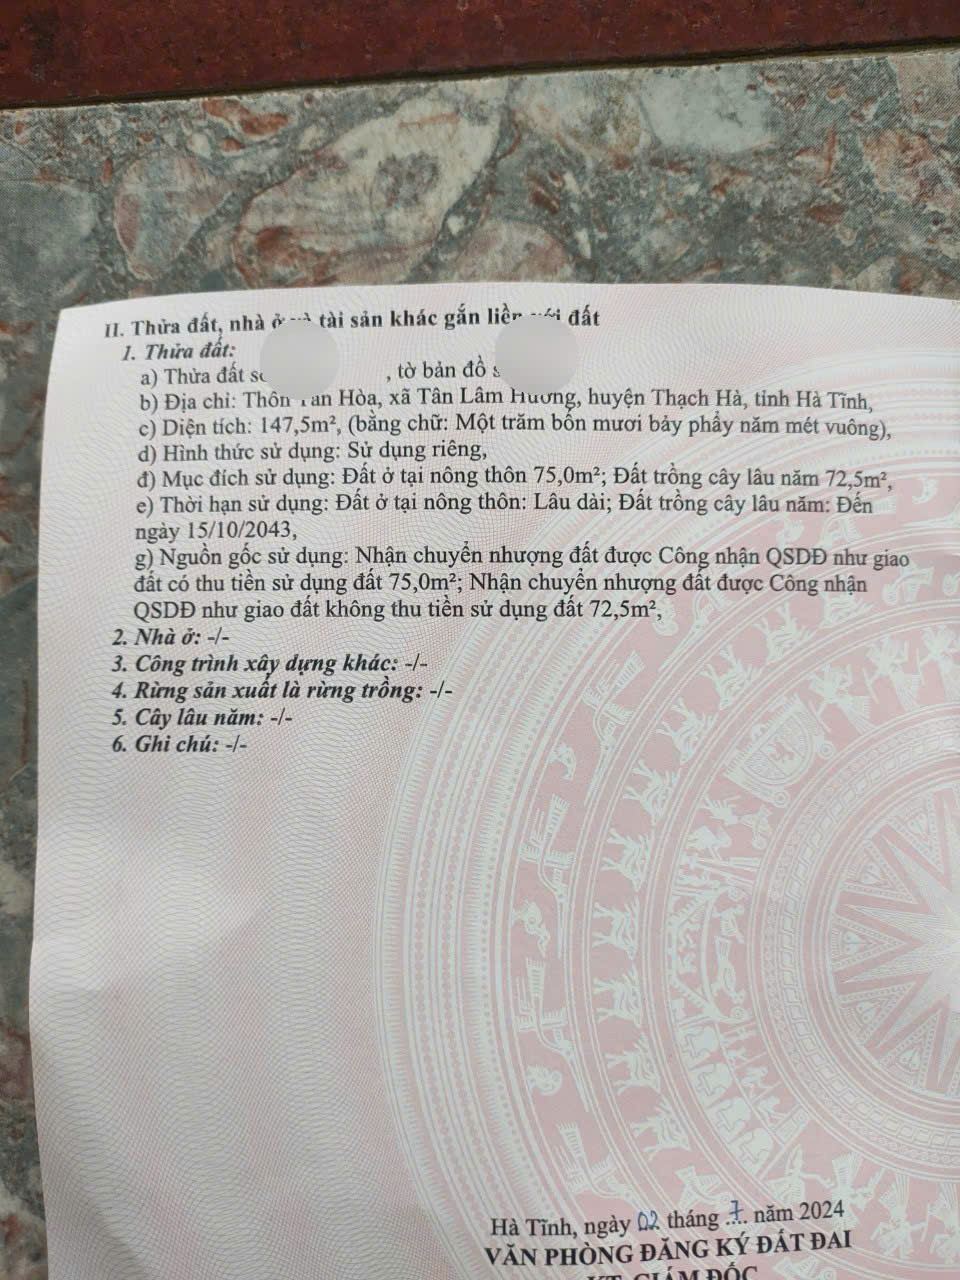 II. Thửa đất, nhà ở và tài sản khác gắn liền với đất
1. Thửa đất:
a) Thửa đất số , tờ bản đồ s
b) Địa chỉ: Thôn Tân Hòa, xã Tân Lâm Hương, huyện Thạch Hà, tỉnh Hà Tĩnh,
c) Diện tích: 147,5m², (bằng chữ: Một trăm bốn mươi bảy phẩy năm mét vuông),
d) Hình thức sử dụng: Sử dụng riêng,
đ) Mục đích sử dụng: Đất ở tại nông thôn 75,0m²; Đất trồng cây lâu năm 72,5m²,
e) Thời hạn sử dụng: Đất ở tại nông thôn: Lâu dài; Đất trồng cây lâu năm: Đến
ngày 15/10/2043,
g) Nguồn gốc sử dụng: Nhận chuyển nhượng đất được Công nhận QSDĐ như giao
đất có thu tiền sử dụng đất 75,0m²; Nhận chuyển nhượng đất được Công nhận
QSDĐ như giao đất không thu tiền sử dụng đất 72,5m²,
2. Nhà ở: -/-
3. Công trình xây dựng khác: -/-
4. Rừng sản xuất là rừng trồng: -/-
5. Cây lâu năm: -/-
6. Ghi chú: -/-
Hà Tĩnh, ngày 02 tháng 7 năm 2024
VĂN PHÒNG ĐĂNG KÝ ĐẤT ĐAI
KT. GIÁM ĐỐC